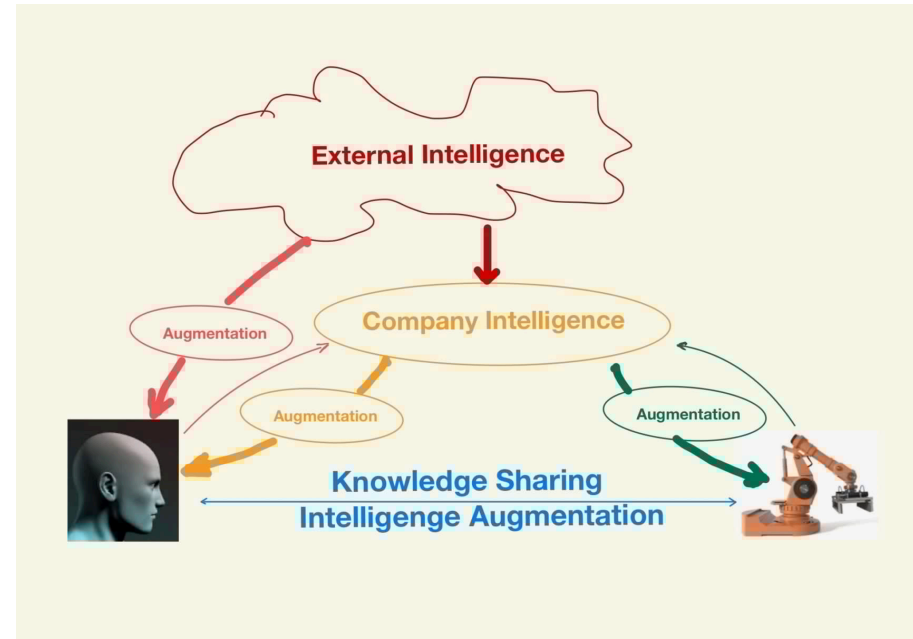 External Intelligence
Company Intelligence
Augmentation
Augmentation
Augmentation
Knowledge Sharing
Intelligenge Augmentation